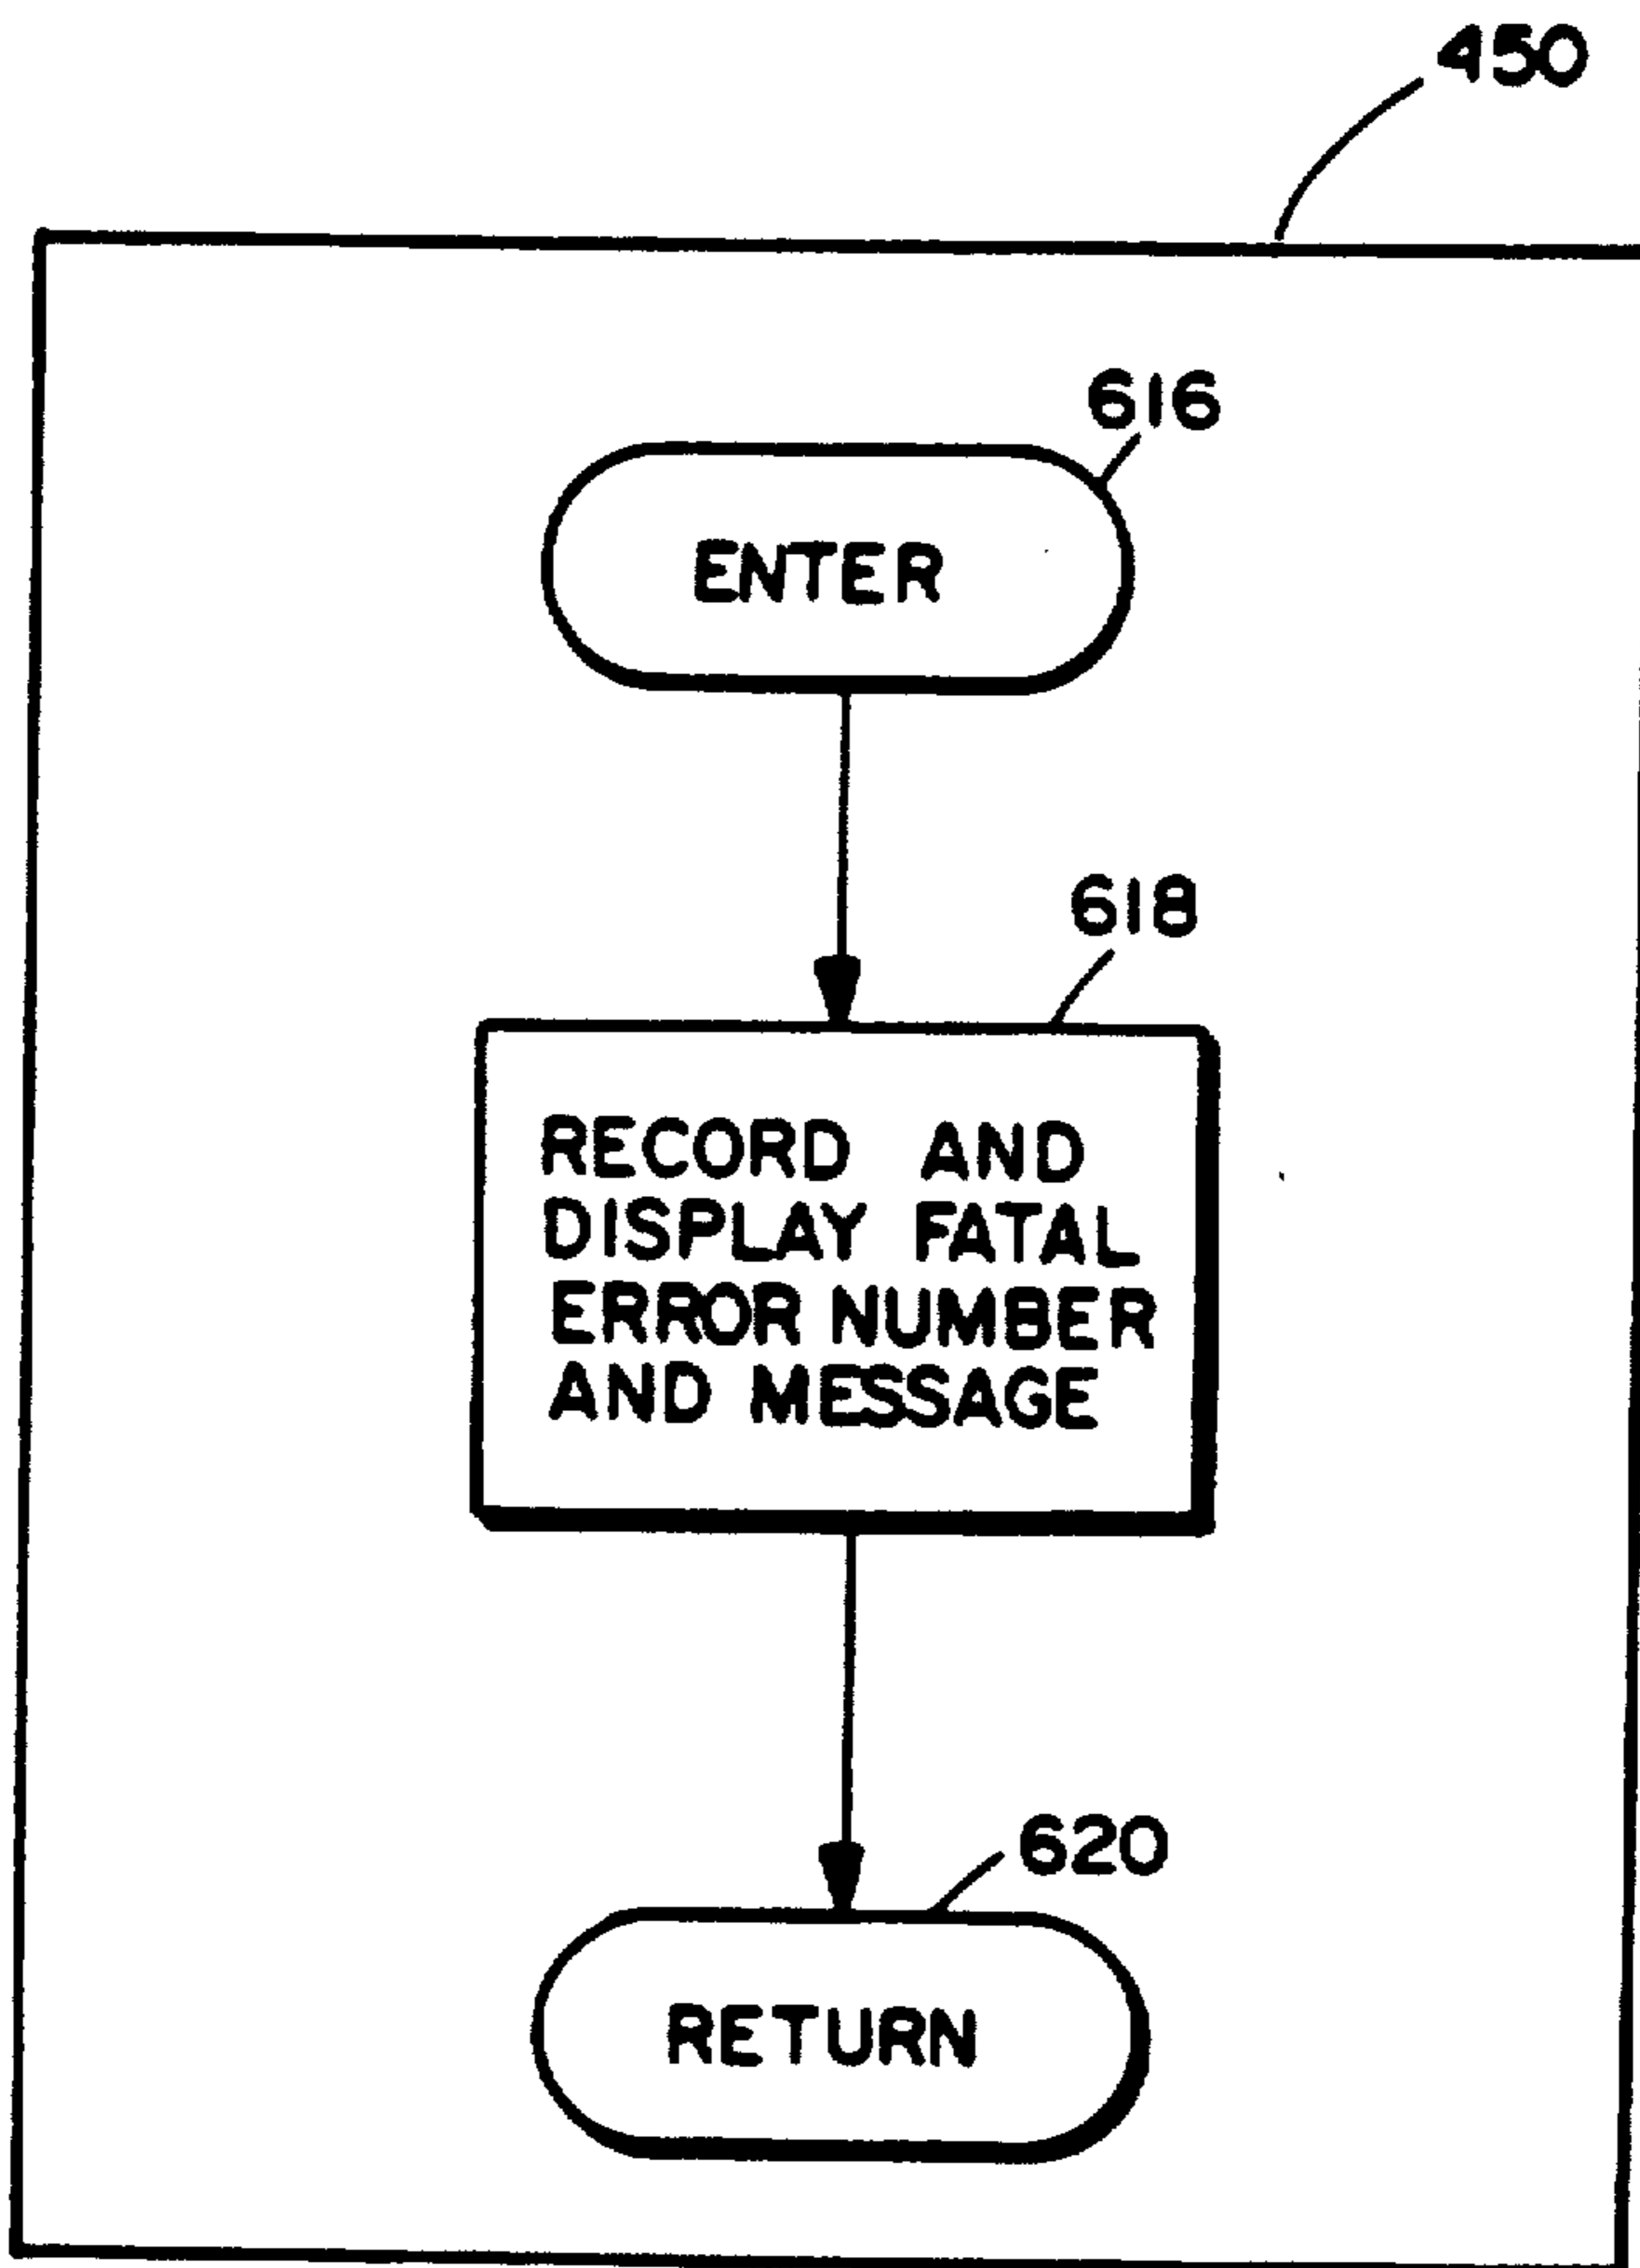 450
616
ENTER
618
RECORD AND
DISPLAY FATAL
ERROR NUMBER
AND MESSAGE
620
RETURN